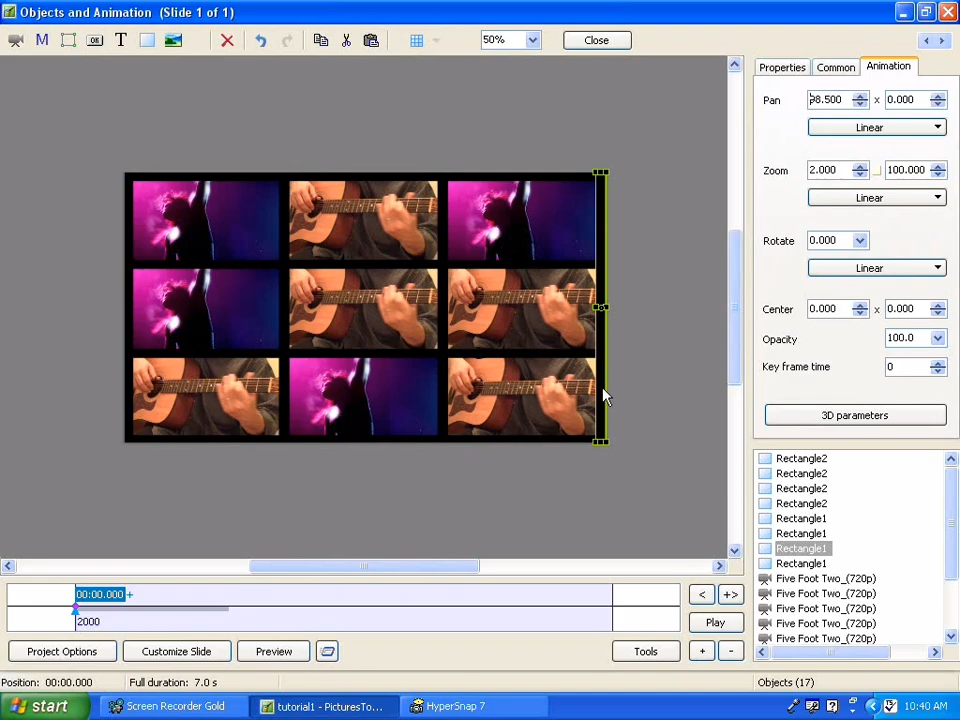 Objects and Animation (Slide 1 of 1)
M OK T 50% Close
Properties Common Animation
Pan 98.500 x 0.000
Linear
Zoom 2.000 100.000
Linear
Rotate 0.000
Linear
Center 0.000 x 0.000
Opacity 100.0
Key frame time 0
3D parameters
Rectangle2
Rectangle2
Rectangle2
Rectangle2
Rectangle1
Rectangle1
Rectangle1
Rectangle1
Five Foot Two_(720p)
Five Foot Two_(720p)
Five Foot Two_(720p)
Five Foot Two_(720p)
Five Foot Two_(720p)
00:00.000 +
2000
< +>
Play
Project Options Customize Slide Preview Tools + -
Position: 00:00.000 Full duration: 7.0 s Objects (17)
start Screen Recorder Gold tutorial1 - PicturesTo... HyperSnap 7 10:40 AM